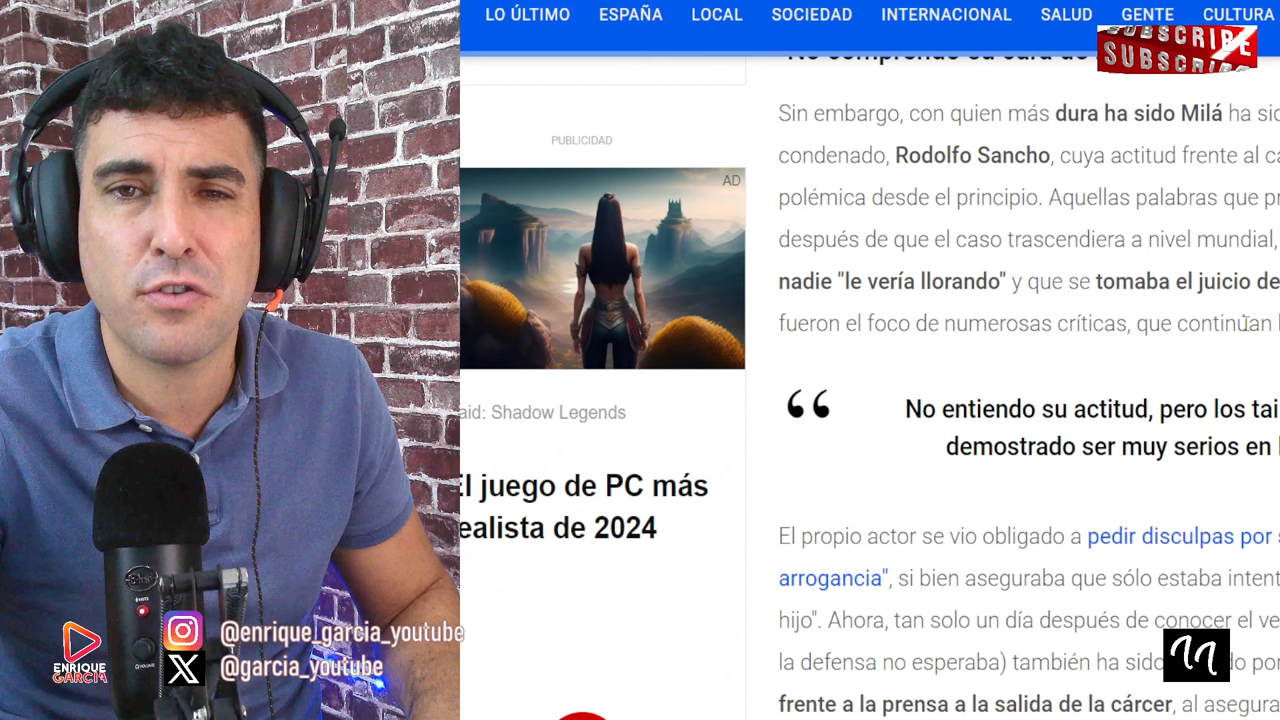 LO ÚLTIMO ESPAÑA LOCAL SOCIEDAD INTERNACIONAL SALUD GENTE CULTURA
SUBSCRIBE
SUBSCRIBE
PUBLICIDAD
AD
aid: Shadow Legends
El juego de PC más
ealista de 2024
Sin embargo, con quien más dura ha sido Milá ha
condenado, Rodolfo Sancho, cuya actitud frente al
polémica desde el principio. Aquellas palabras que
después de que el caso trascendiera a nivel mundial,
nadie "le vería llorando" y que se tomaba el juicio de
fueron el foco de numerosas críticas, que continúan
“ No entiendo su actitud, pero los tai
demostrado ser muy serios en
El propio actor se vio obligado a pedir disculpas por
arrogancia", si bien aseguraba que sólo estaba intent
hijo". Ahora, tan solo un día después de conocer el ve
la defensa no esperaba) también ha sido
frente a la prensa a la salida de la cárcer, al asegura
ENRIQUE
GARCIA
@enrique_garcia_youtube
@garcia_youtube